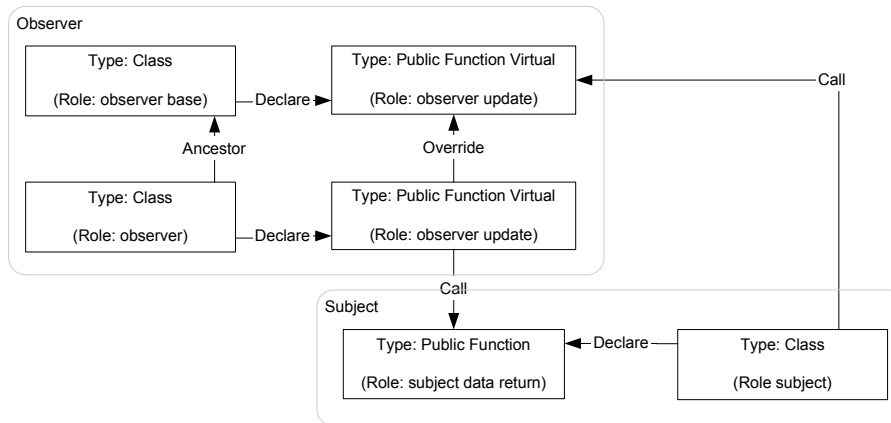 Observer
Type: Class
(Role: observer base)
Declare
Type: Public Function Virtual
(Role: observer update)
Call
Ancestor
Override
Type: Class
(Role: observer)
Declare
Type: Public Function Virtual
(Role: observer update)
Call
Subject
Type: Public Function
(Role: subject data return)
Declare
Type: Class
(Role subject)